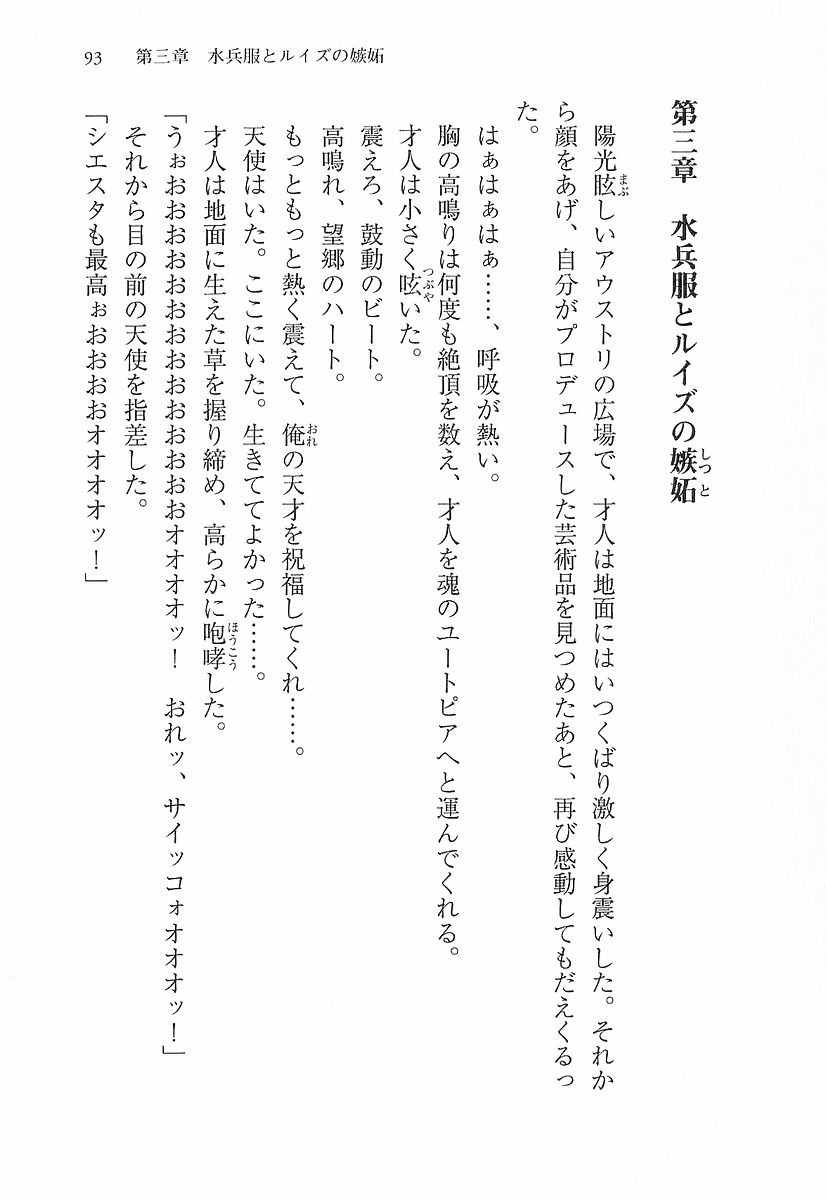 93　第三章　水兵服とルイズの嫉妬
第三章　水兵服とルイズの嫉妬
陽光眩しいアウストリの広場で、才人は地面にはいつくばり激しく身震いした。それか
ら顔をあげ、自分がプロデュースした芸術品を見つめたあと、再び感動してもだえくるっ
た。
はぁはぁはぁ……、呼吸が熱い。
胸の高鳴りは何度も絶頂を数え、才人を魂のユートピアへと運んでくれる。
才人は小さく呟いた。
震えろ、鼓動のビート。
高鳴れ、望郷のハート。
もっともっと熱く震えて、俺の天才を祝福してくれ……。
天使はいた。ここにいた。生きててよかった……。
才人は地面に生えた草を握り締め、高らかに咆哮した。
「うぉおおおおおおおおおおおおおオオオオッ！　おれッ、サイッコォオオオッ！」
それから目の前の天使を指差した。
「シエスタも最高ぉおおおおオオオオッ！」